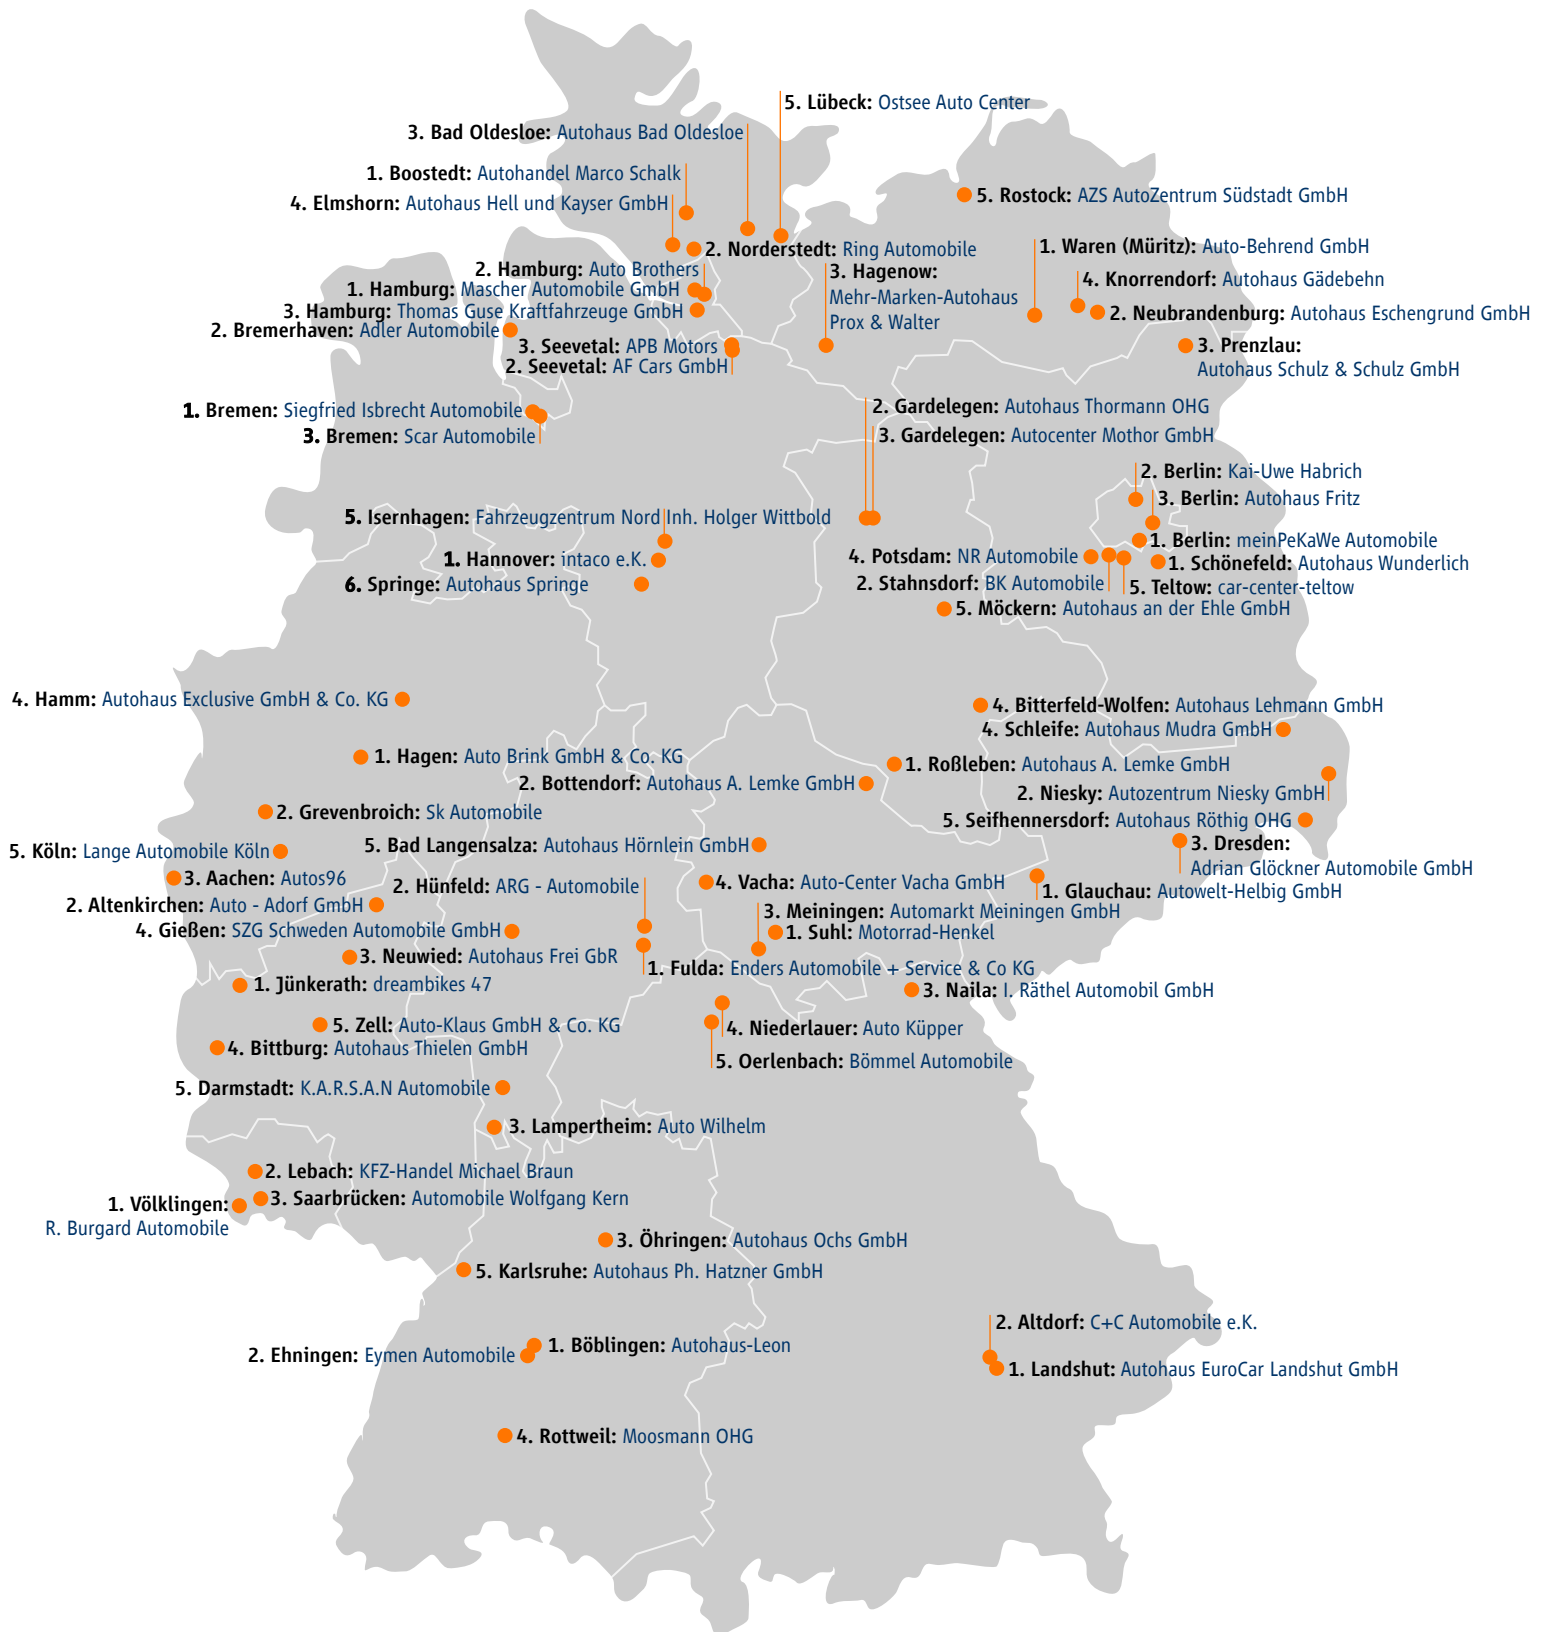 5. Lübeck: Ostsee Auto Center
3. Bad Oldesloe: Autohaus Bad Oldesloe
1. Boostedt: Autohandel Marco Schalk
4. Elmshorn: Autohaus Hell und Kayser GmbH
5. Rostock: AZS AutoZentrum Südstadt GmbH
2. Norderstedt: Ring Automobile
1. Waren (Müritz): Auto-Behrend GmbH
2. Hamburg: Auto Brothers
3. Hagenow:
Mehr-Marken-Autohaus
Prox & Walter
4. Knorrendorf: Autohaus Gädebehn
1. Hamburg: Mascher Automobile GmbH
3. Hamburg: Thomas Guse Kraftfahrzeuge GmbH
2. Neubrandenburg: Autohaus Eschengrund GmbH
2. Bremerhaven: Adler Automobile
3. Seevetal: APB Motors
3. Prenzlau:
Autohaus Schulz & Schulz GmbH
2. Seevetal: AF Cars GmbH
1. Bremen: Siegfried Isbrecht Automobile
2. Gardelegen: Autohaus Thormann OHG
3. Bremen: Scar Automobile
3. Gardelegen: Autocenter Mothor GmbH
2. Berlin: Kai-Uwe Habrich
3. Berlin: Autohaus Fritz
5. Isernhagen: Fahrzeugzentrum Nord Inh. Holger Wittbold
1. Berlin: meinPeKaWe Automobile
1. Hannover: intaco e.K.
4. Potsdam: NR Automobile
1. Schönefeld: Autohaus Wunderlich
6. Springe: Autohaus Springe
2. Stahnsdorf: BK Automobile
5. Teltow: car-center-teltow
5. Möckern: Autohaus an der Ehle GmbH
4. Hamm: Autohaus Exclusive GmbH & Co. KG
4. Bitterfeld-Wolfen: Autohaus Lehmann GmbH
4. Schleife: Autohaus Mudra GmbH
1. Hagen: Auto Brink GmbH & Co. KG
1. Roßleben: Autohaus A. Lemke GmbH
2. Bottendorf: Autohaus A. Lemke GmbH
2. Niesky: Autozentrum Niesky GmbH
2. Grevenbroich: Sk Automobile
5. Seifhennersdorf: Autohaus Röthig OHG
5. Köln: Lange Automobile Köln
5. Bad Langensalza: Autohaus Hörnlein GmbH
3. Dresden:
Adrian Glöckner Automobile GmbH
3. Aachen: Autos96
2. Hünfeld: ARG - Automobile
4. Vacha: Auto-Center Vacha GmbH
1. Glauchau: Autowelt-Helbig GmbH
2. Altenkirchen: Auto - Adorf GmbH
3. Meiningen: Automarkt Meiningen GmbH
4. Gießen: SZG Schweden Automobile GmbH
1. Suhl: Motorrad-Henkel
3. Neuwied: Autohaus Frei GbR
1. Fulda: Enders Automobile + Service & Co KG
1. Jünkerath: dreambikes 47
3. Naila: I. Räthel Automobil GmbH
5. Zell: Auto-Klaus GmbH & Co. KG
4. Niederlauer: Auto Küpper
4. Bittburg: Autohaus Thielen GmbH
5. Oerlenbach: Bömmel Automobile
5. Darmstadt: K.A.R.S.A.N Automobile
3. Lampertheim: Auto Wilhelm
2. Lebach: KFZ-Handel Michael Braun
3. Saarbrücken: Automobile Wolfgang Kern
1. Völklingen:
R. Burgard Automobile
3. Öhringen: Autohaus Ochs GmbH
5. Karlsruhe: Autohaus Ph. Hatzner GmbH
2. Altdorf: C+C Automobile e.K.
1. Böblingen: Autohaus-Leon
2. Ehningen: Eymen Automobile
1. Landshut: Autohaus EuroCar Landshut GmbH
4. Rottweil: Moosmann OHG